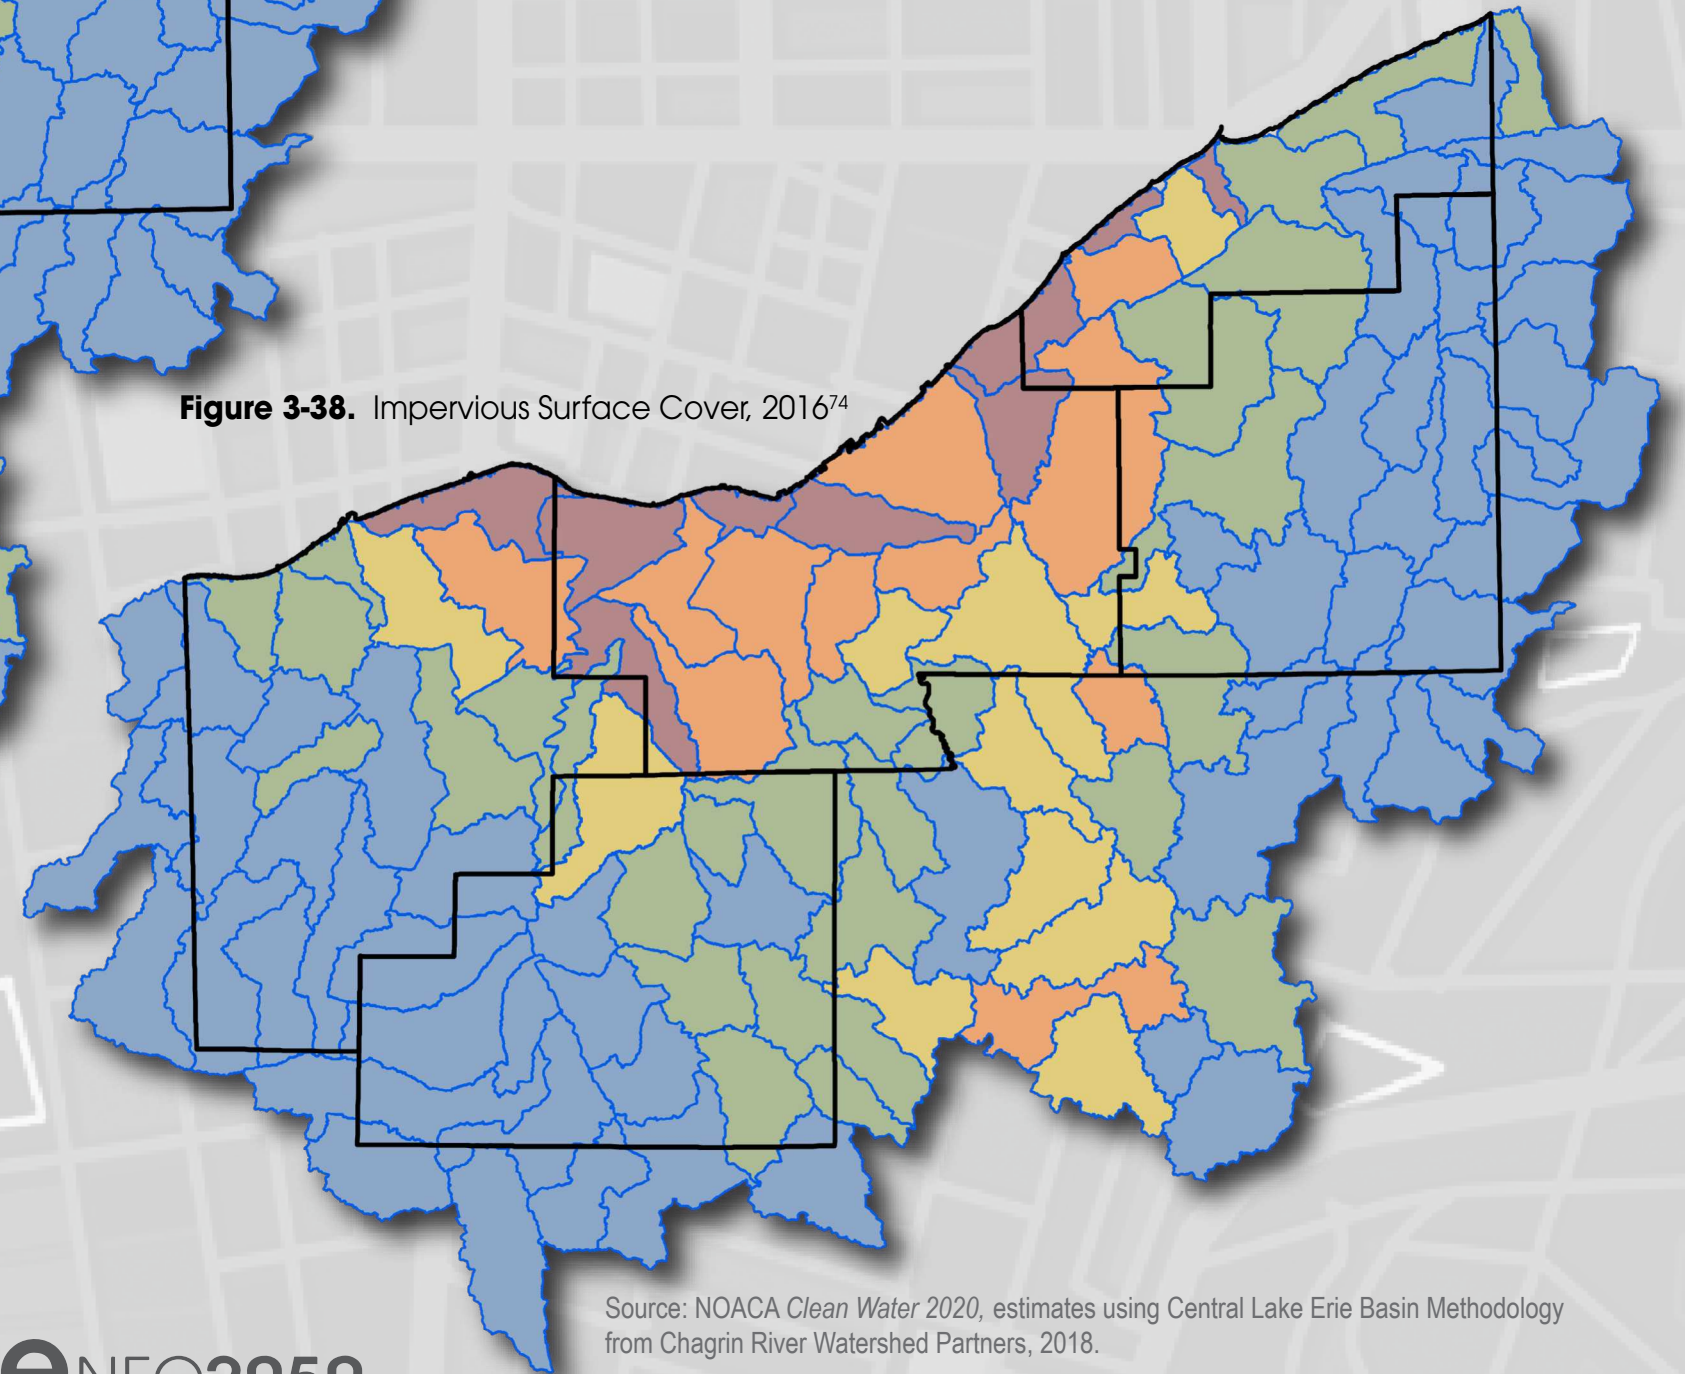 Figure 3-38. Impervious Surface Cover, 2016⁷⁴
Source: NOACA Clean Water 2020, estimates using Central Lake Erie Basin Methodology
from Chagrin River Watershed Partners, 2018.